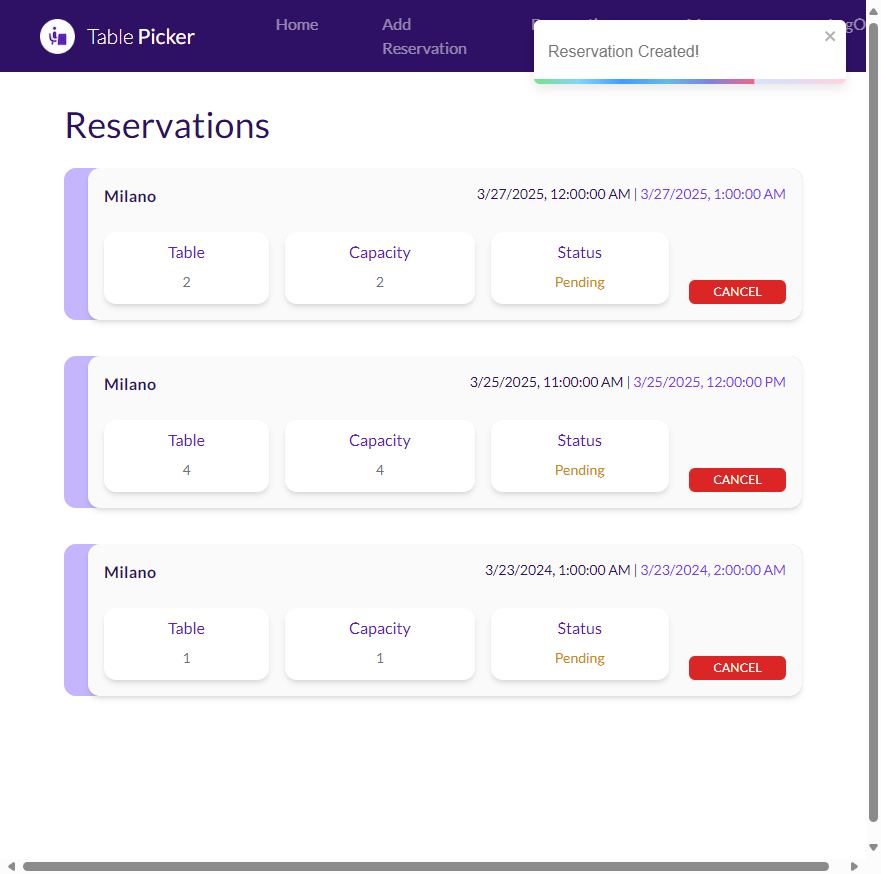 Table Picker
Home
Add
Reservation
Reservation Created!
Reservations
Milano
3/27/2025, 12:00:00 AM | 3/27/2025, 1:00:00 AM
Table
Capacity
Status
2
2
Pending
CANCEL
Milano
3/25/2025, 11:00:00 AM | 3/25/2025, 12:00:00 PM
Table
Capacity
Status
4
4
Pending
CANCEL
Milano
3/23/2024, 1:00:00 AM | 3/23/2024, 2:00:00 AM
Table
Capacity
Status
1
1
Pending
CANCEL